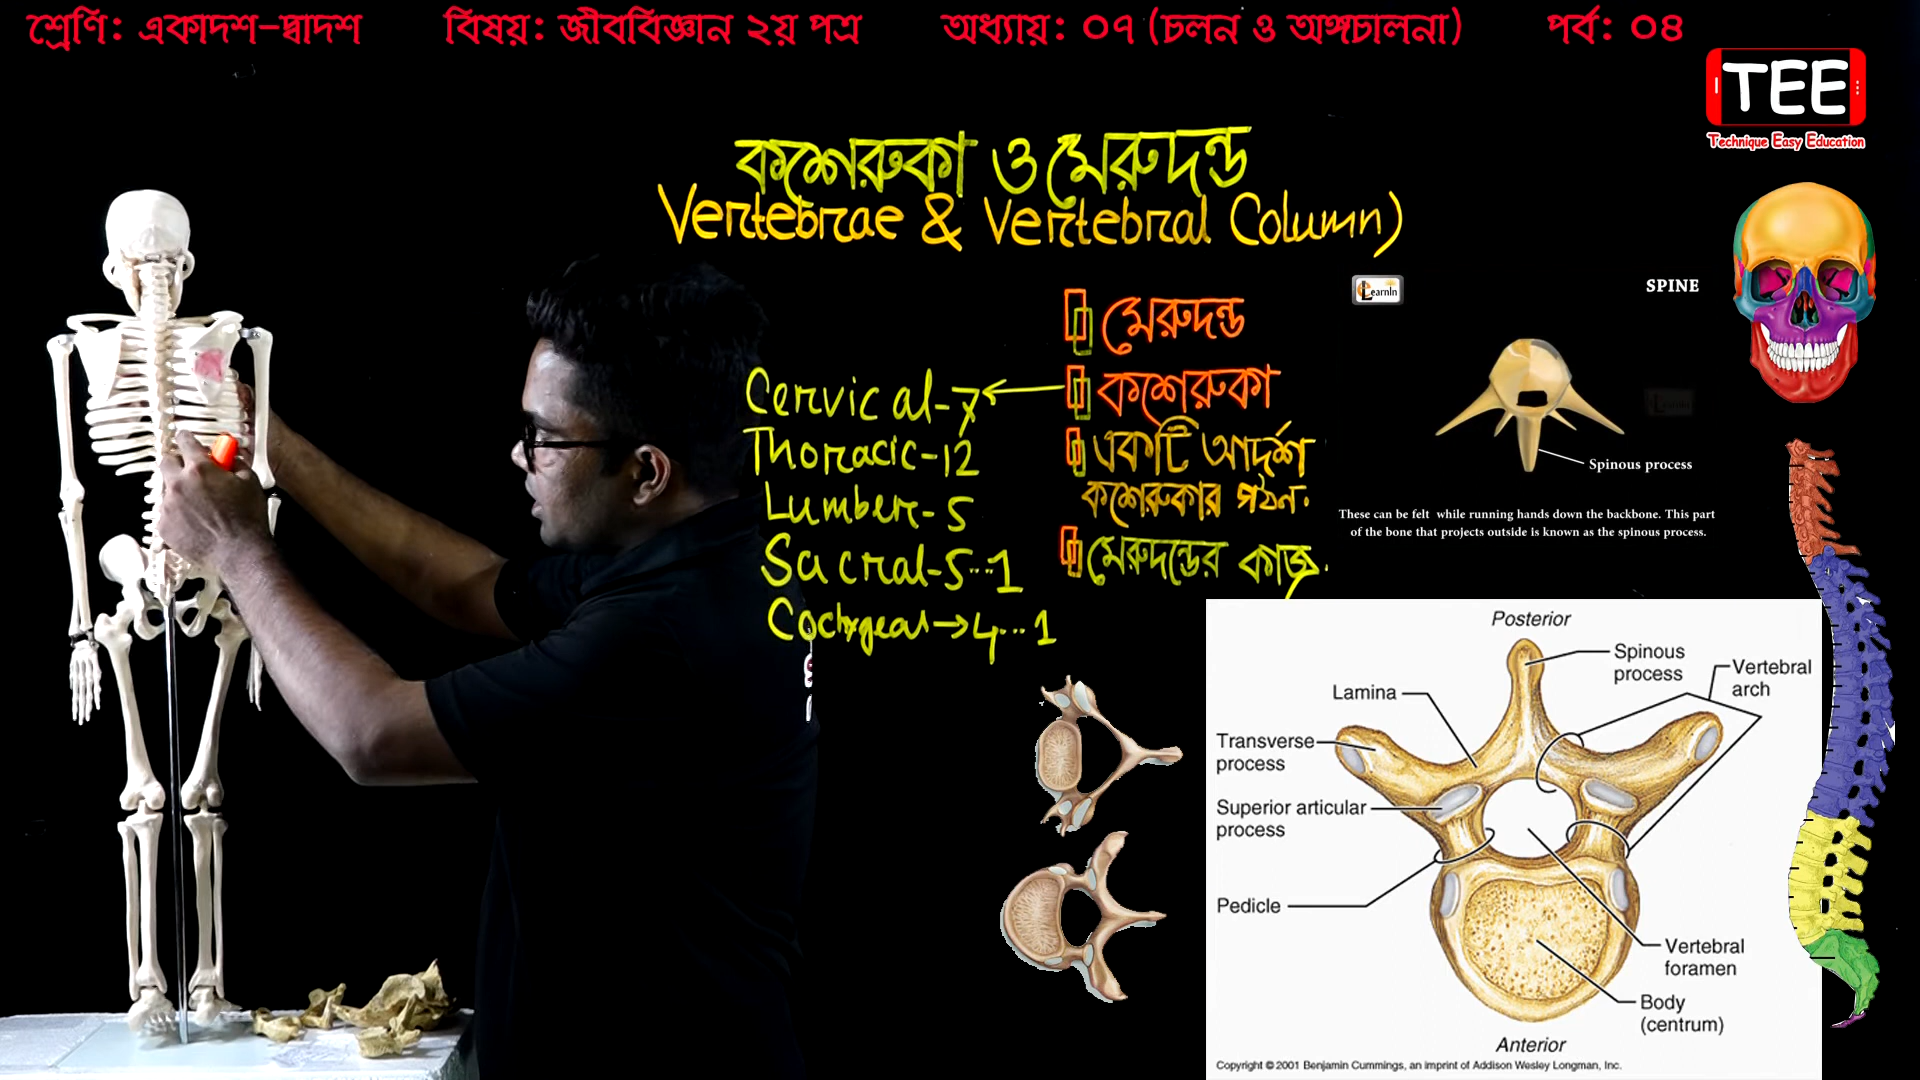 শ্রেণি: একাদশ-দ্বাদশ বিষয়: জীববিজ্ঞান ২য় পত্র অধ্যায়: ০৭ (চলন ও অঙ্গচালনা) পর্ব: ০৪
TEE
Technique Easy Education
কশেরুকা ও মেরুদন্ড
Vertebrae & Vertebral Column)
মেরুদন্ড
কশেরুকা
একটি আদর্শ
কশেরুকার গঠন.
মেরুদন্ডের কাজ.
Cervical-7
Thoracic-12
Lumber-5
Sacral-5...1
Cochygeal→4...1
LearnIn
SPINE
Spinous process
These can be felt while running hands down the backbone. This part
of the bone that projects outside is known as the spinous process.
Posterior
Spinous
process
Vertebral
arch
Lamina
Transverse
process
Superior articular
process
Pedicle
Vertebral
foramen
Body
(centrum)
Anterior
Copyright © 2001 Benjamin Cummings, an imprint of Addison Wesley Longman, Inc.